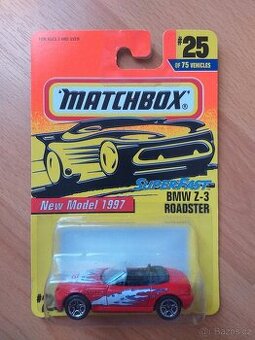 #25
OF 75 VEHICLES
MATCHBOX®
SUPERFAST
New Model 1997
BMW Z-3
ROADSTER